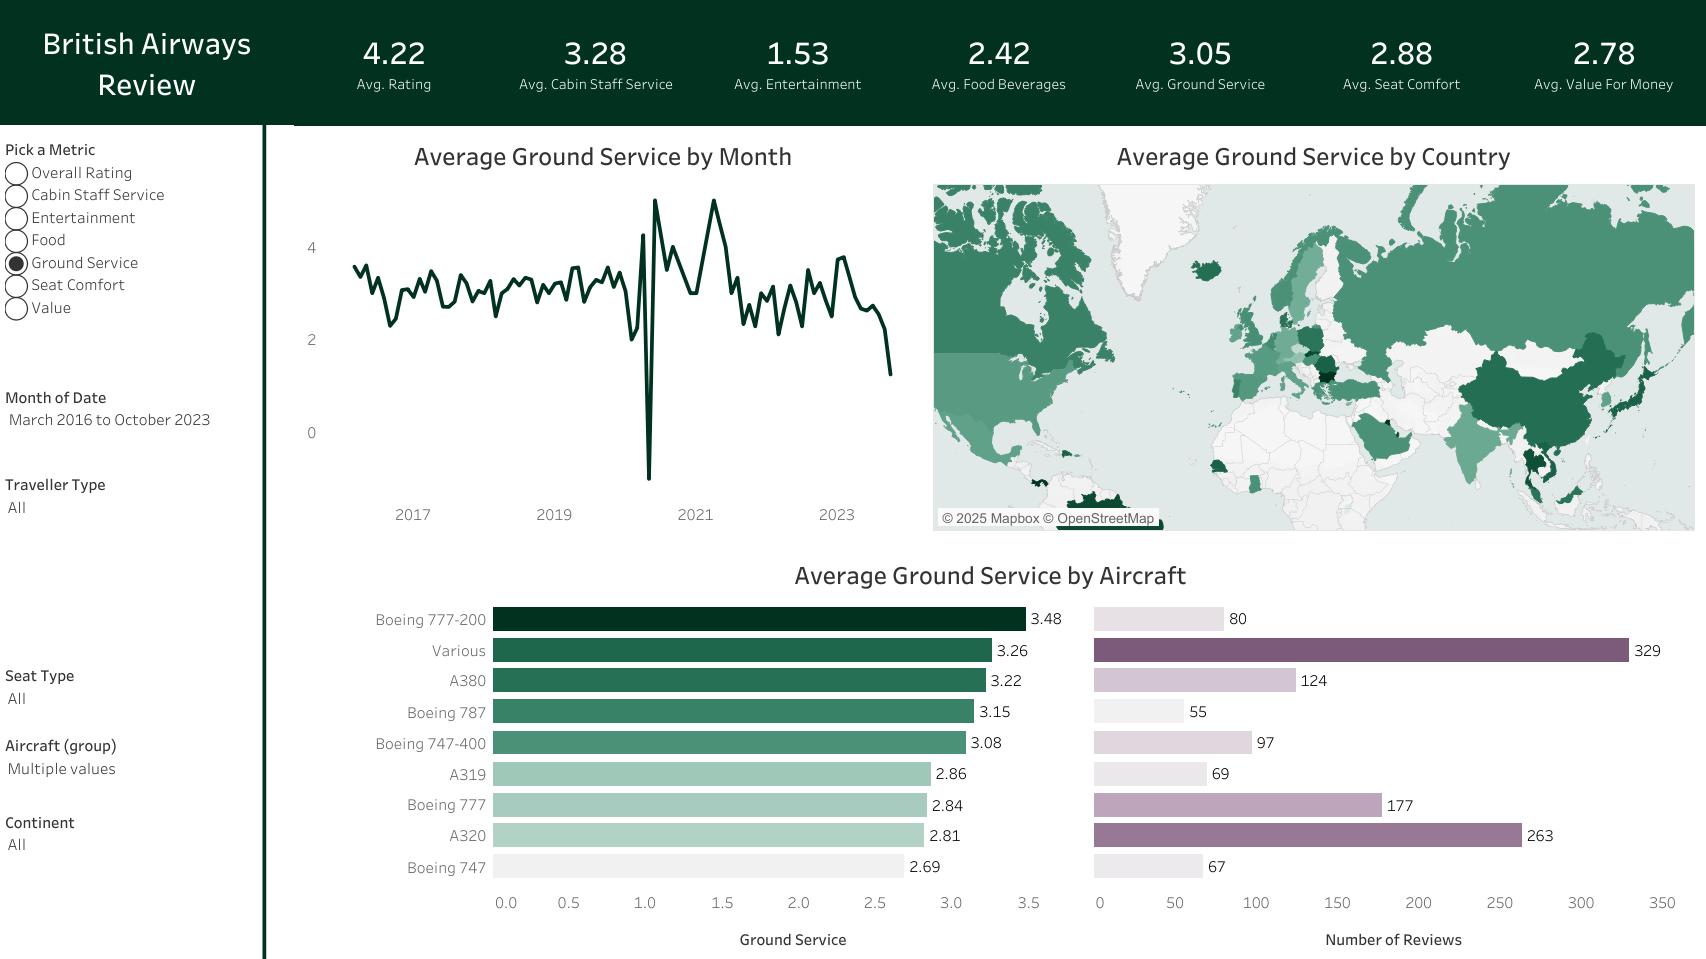 British Airways
Review
4.22
Avg. Rating
3.28
Avg. Cabin Staff Service
1.53
Avg. Entertainment
2.42
Avg. Food Beverages
3.05
Avg. Ground Service
2.88
Avg. Seat Comfort
2.78
Avg. Value For Money
Pick a Metric
Overall Rating
Cabin Staff Service
Entertainment
Food
Ground Service
Seat Comfort
Value
Month of Date
March 2016 to October 2023
Traveller Type
All
Seat Type
All
Aircraft (group)
Multiple values
Continent
All
Average Ground Service by Month
4
2
0
2017 2019 2021 2023
Average Ground Service by Country
© 2025 Mapbox © OpenStreetMap
Average Ground Service by Aircraft
Boeing 777-200 3.48 80
Various 3.26 329
A380 3.22 124
Boeing 787 3.15 55
Boeing 747-400 3.08 97
A319 2.86 69
Boeing 777 2.84 177
A320 2.81 263
Boeing 747 2.69 67
0.0 0.5 1.0 1.5 2.0 2.5 3.0 3.5
0 50 100 150 200 250 300 350
Ground Service
Number of Reviews